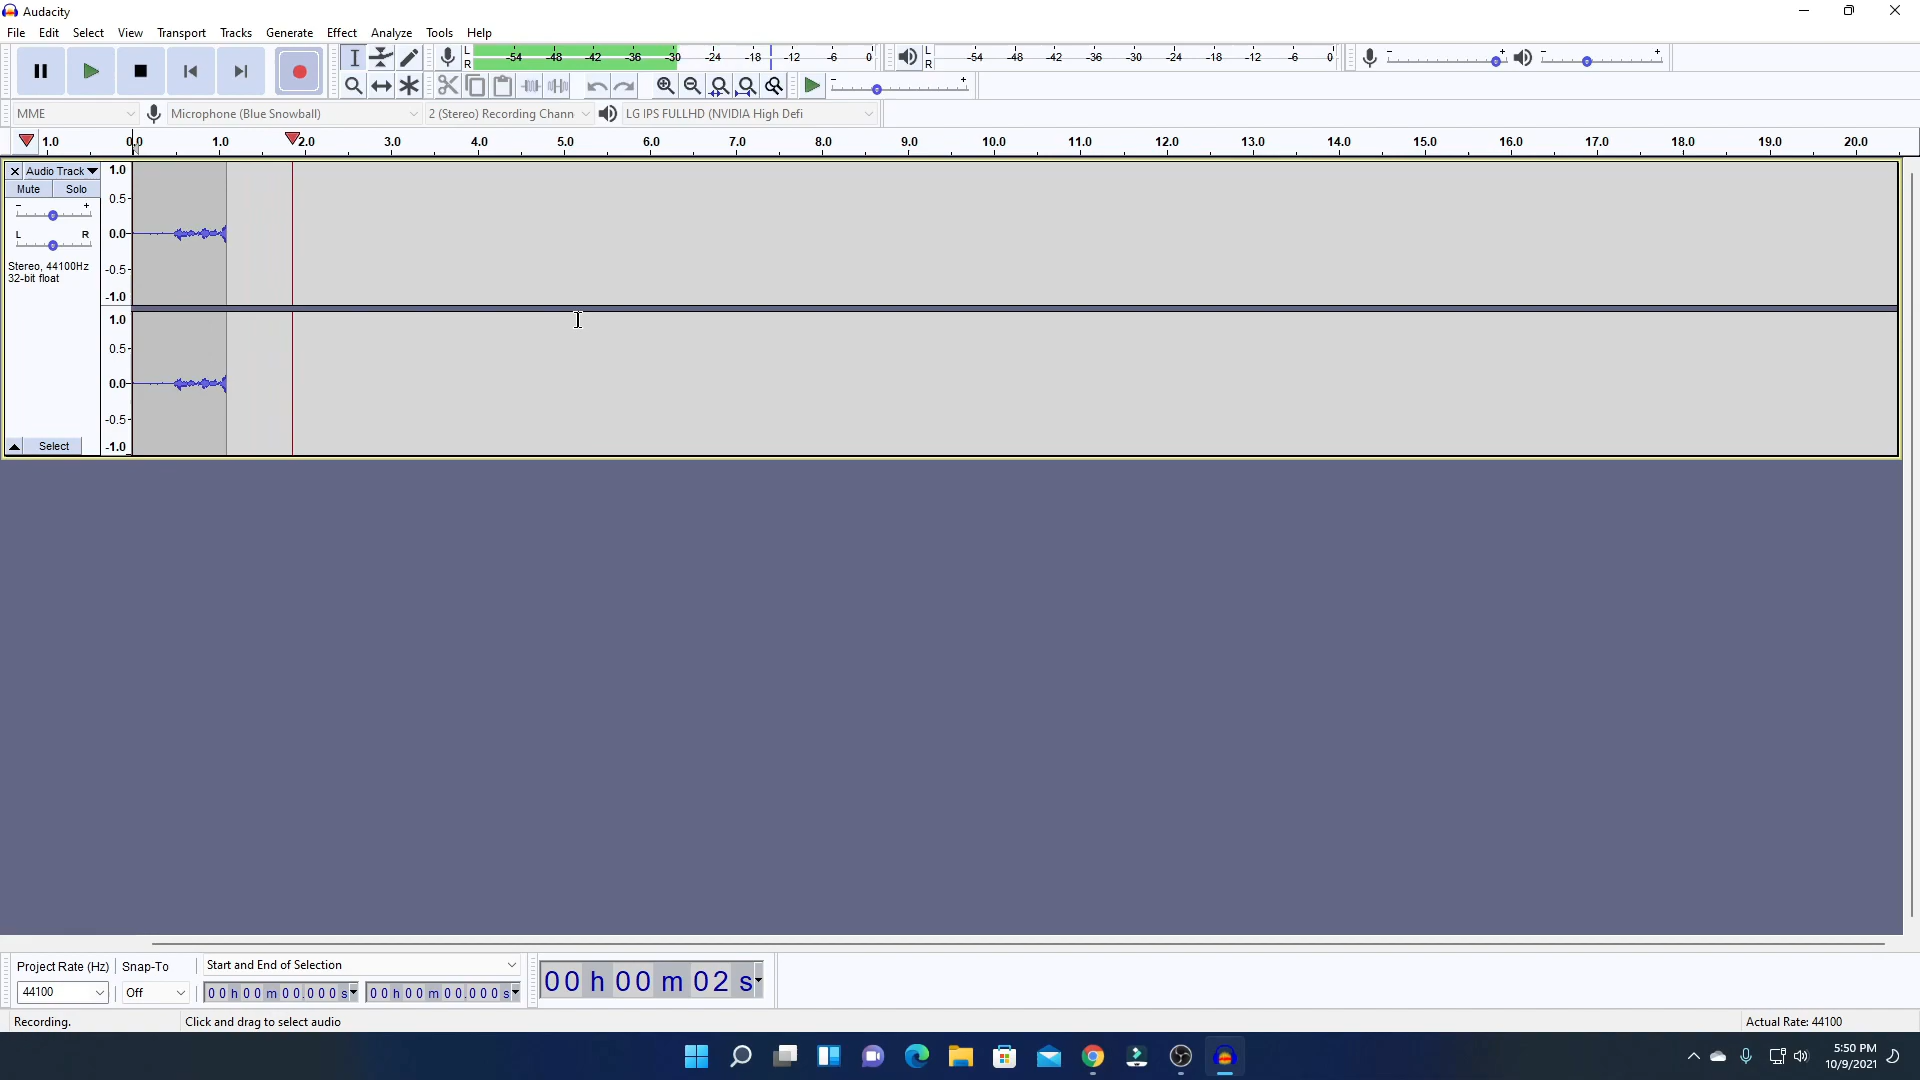 Audacity
File Edit Select View Transport Tracks Generate Effect Analyze Tools Help
L R -54 -48 -42 -36 -30 -24 -18 -12 -6 0 L R -54 -48 -42 -36 -30 -24 -18 -12 -6 0 - + - +
- +
MME Microphone (Blue Snowball) 2 (Stereo) Recording Chann LG IPS FULLHD (NVIDIA High Defi
1.0 0.0 1.0 2.0 3.0 4.0 5.0 6.0 7.0 8.0 9.0 10.0 11.0 12.0 13.0 14.0 15.0 16.0 17.0 18.0 19.0 20.0
Audio Track 1.0
Mute Solo
0.5
- +
L R 0.0
Stereo, 44100Hz -0.5
32-bit float
-1.0
1.0
0.5
0.0
-0.5
Select -1.0
Project Rate (Hz) Snap-To Start and End of Selection
44100 Off 00 h 00 m 00.000 s 00 h 00 m 00.000 s
00 h 00 m 02 s
Recording. Click and drag to select audio Actual Rate: 44100
5:50 PM
10/9/2021